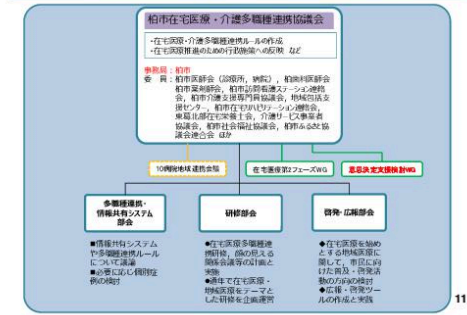 柏市在宅医療・介護多職種連携協議会
・在宅医療・介護多職種連携ルールの作成
・在宅医療推進のための行政施策への反映 など
事務局：柏市
委 員：柏市医師会（診療所，病院），柏歯科医師会
柏市薬剤師会，柏市訪問看護ステーション連絡
会，柏市介護支援専門員協議会，地域包括支
援センター，柏市在宅リハビリテーション連絡会，
東葛北部在宅栄養士会，介護サービス事業者
協議会，柏市社会福祉協議会，柏市ふるさと協
議会連合会 ほか
10病院地域連携会議
在宅医療第2フェーズWG
意思決定支援検討WG
多職種連携・
情報共有システム
部会
研修部会
啓発・広報部会
■情報共有システム
や多職種連携ルール
について議論
■必要に応じ個別症
例の検討
●在宅医療多職種連
携研修，顔の見える
関係会議等の計画と
実施
●通年で在宅医療・
地域医療をテーマと
した研修を企画運営
◆在宅医療を始め
とする地域医療に
関して，市民に向
けた普及・啓発活
動の方向の検討
◆広報・啓発ツー
ルの作成と実践
11